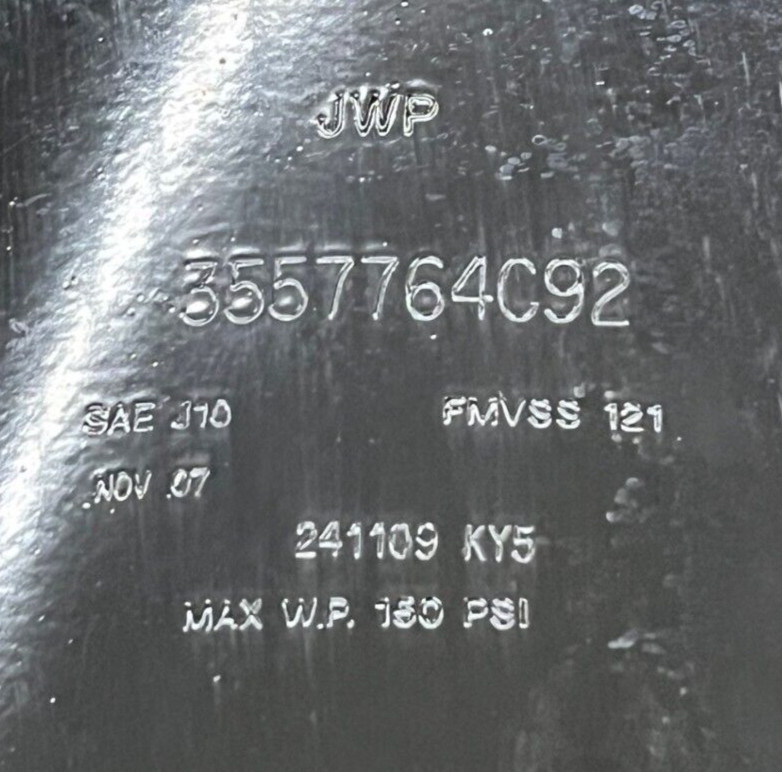 JWP
3557764C92
SAE J10 FMVSS 121
NOV 07
241109 KY5
MAX W.P. 150 PSI